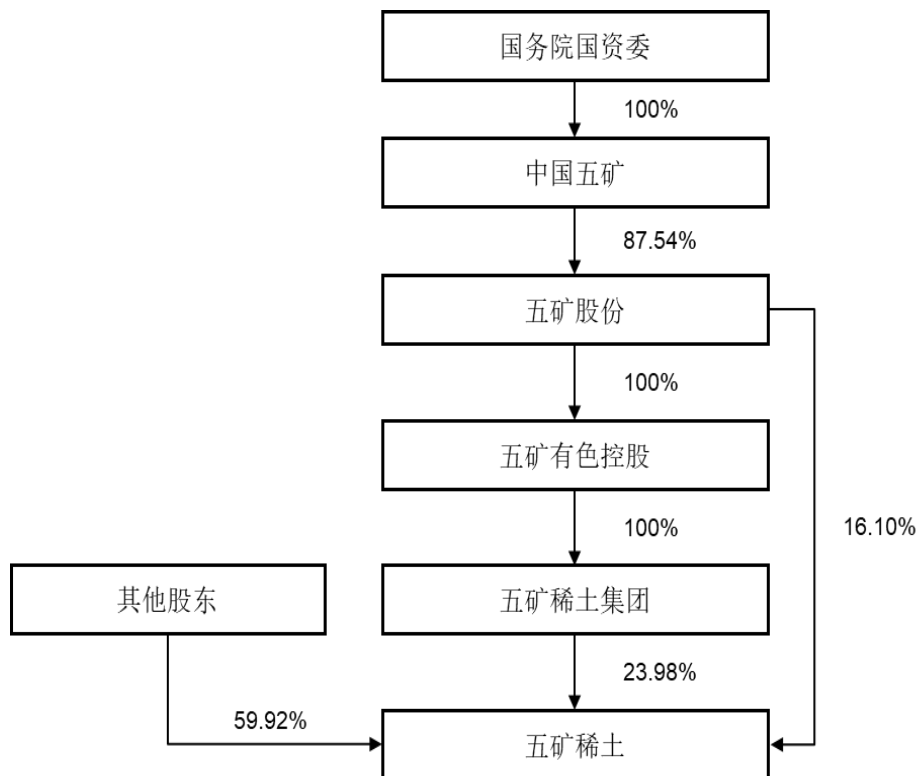 国务院国资委
100%
中国五矿
87.54%
五矿股份
100%
五矿有色控股
16.10%
100%
其他股东
五矿稀土集团
23.98%
59.92%
五矿稀土